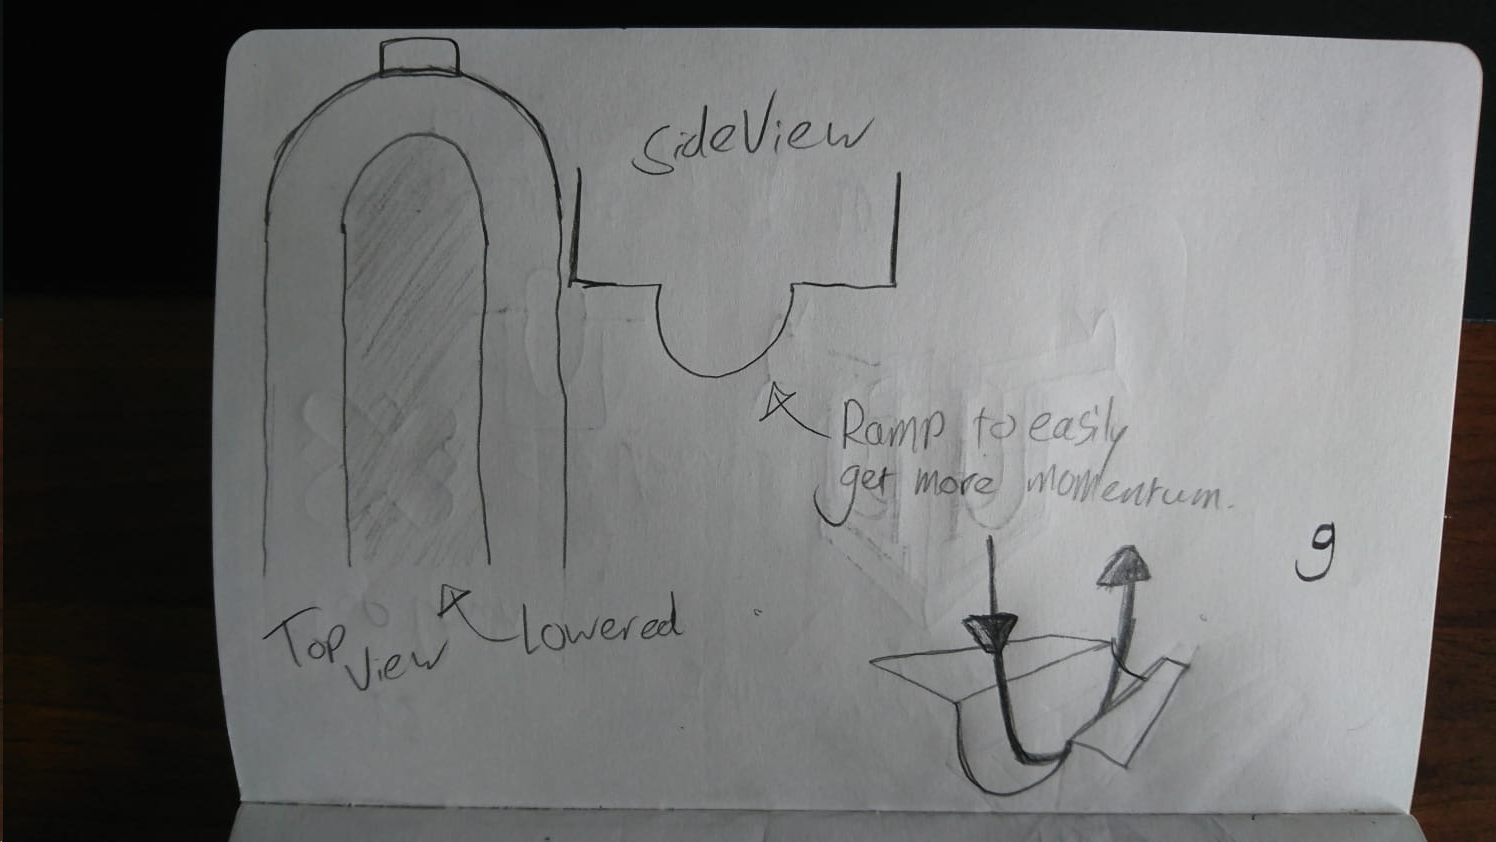 SideView
Ramp to easily
get more momentum.
9
Top
View
lowered